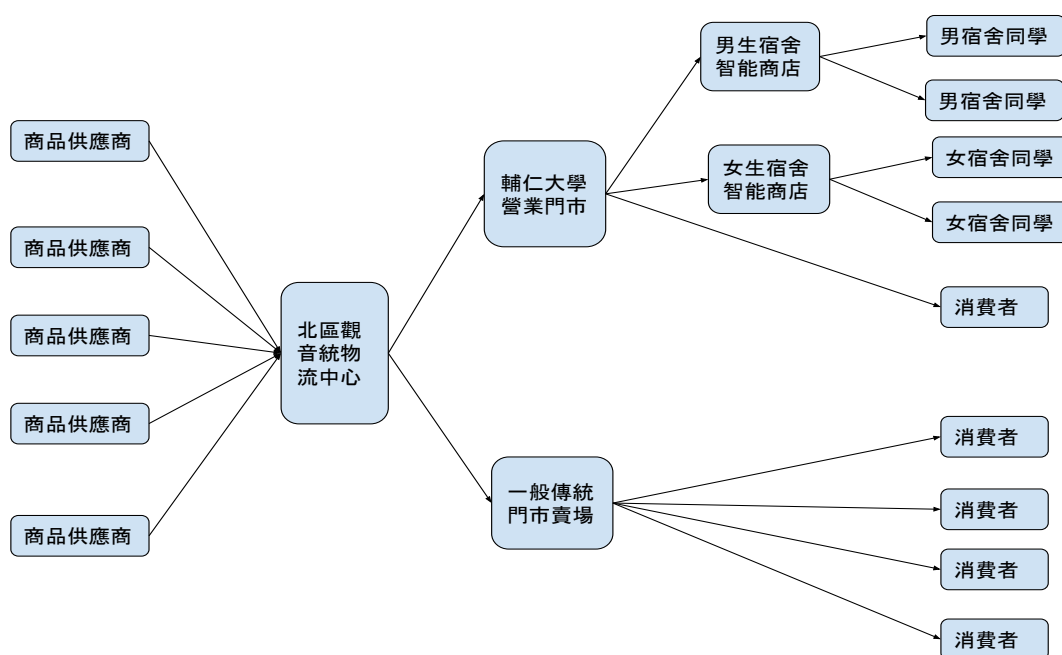 商品供應商
商品供應商
商品供應商
商品供應商
商品供應商
北區觀
音統物
流中心
輔仁大學
營業門市
一般傳統
門市賣場
男生宿舍
智能商店
女生宿舍
智能商店
男宿舍同學
男宿舍同學
女宿舍同學
女宿舍同學
消費者
消費者
消費者
消費者
消費者